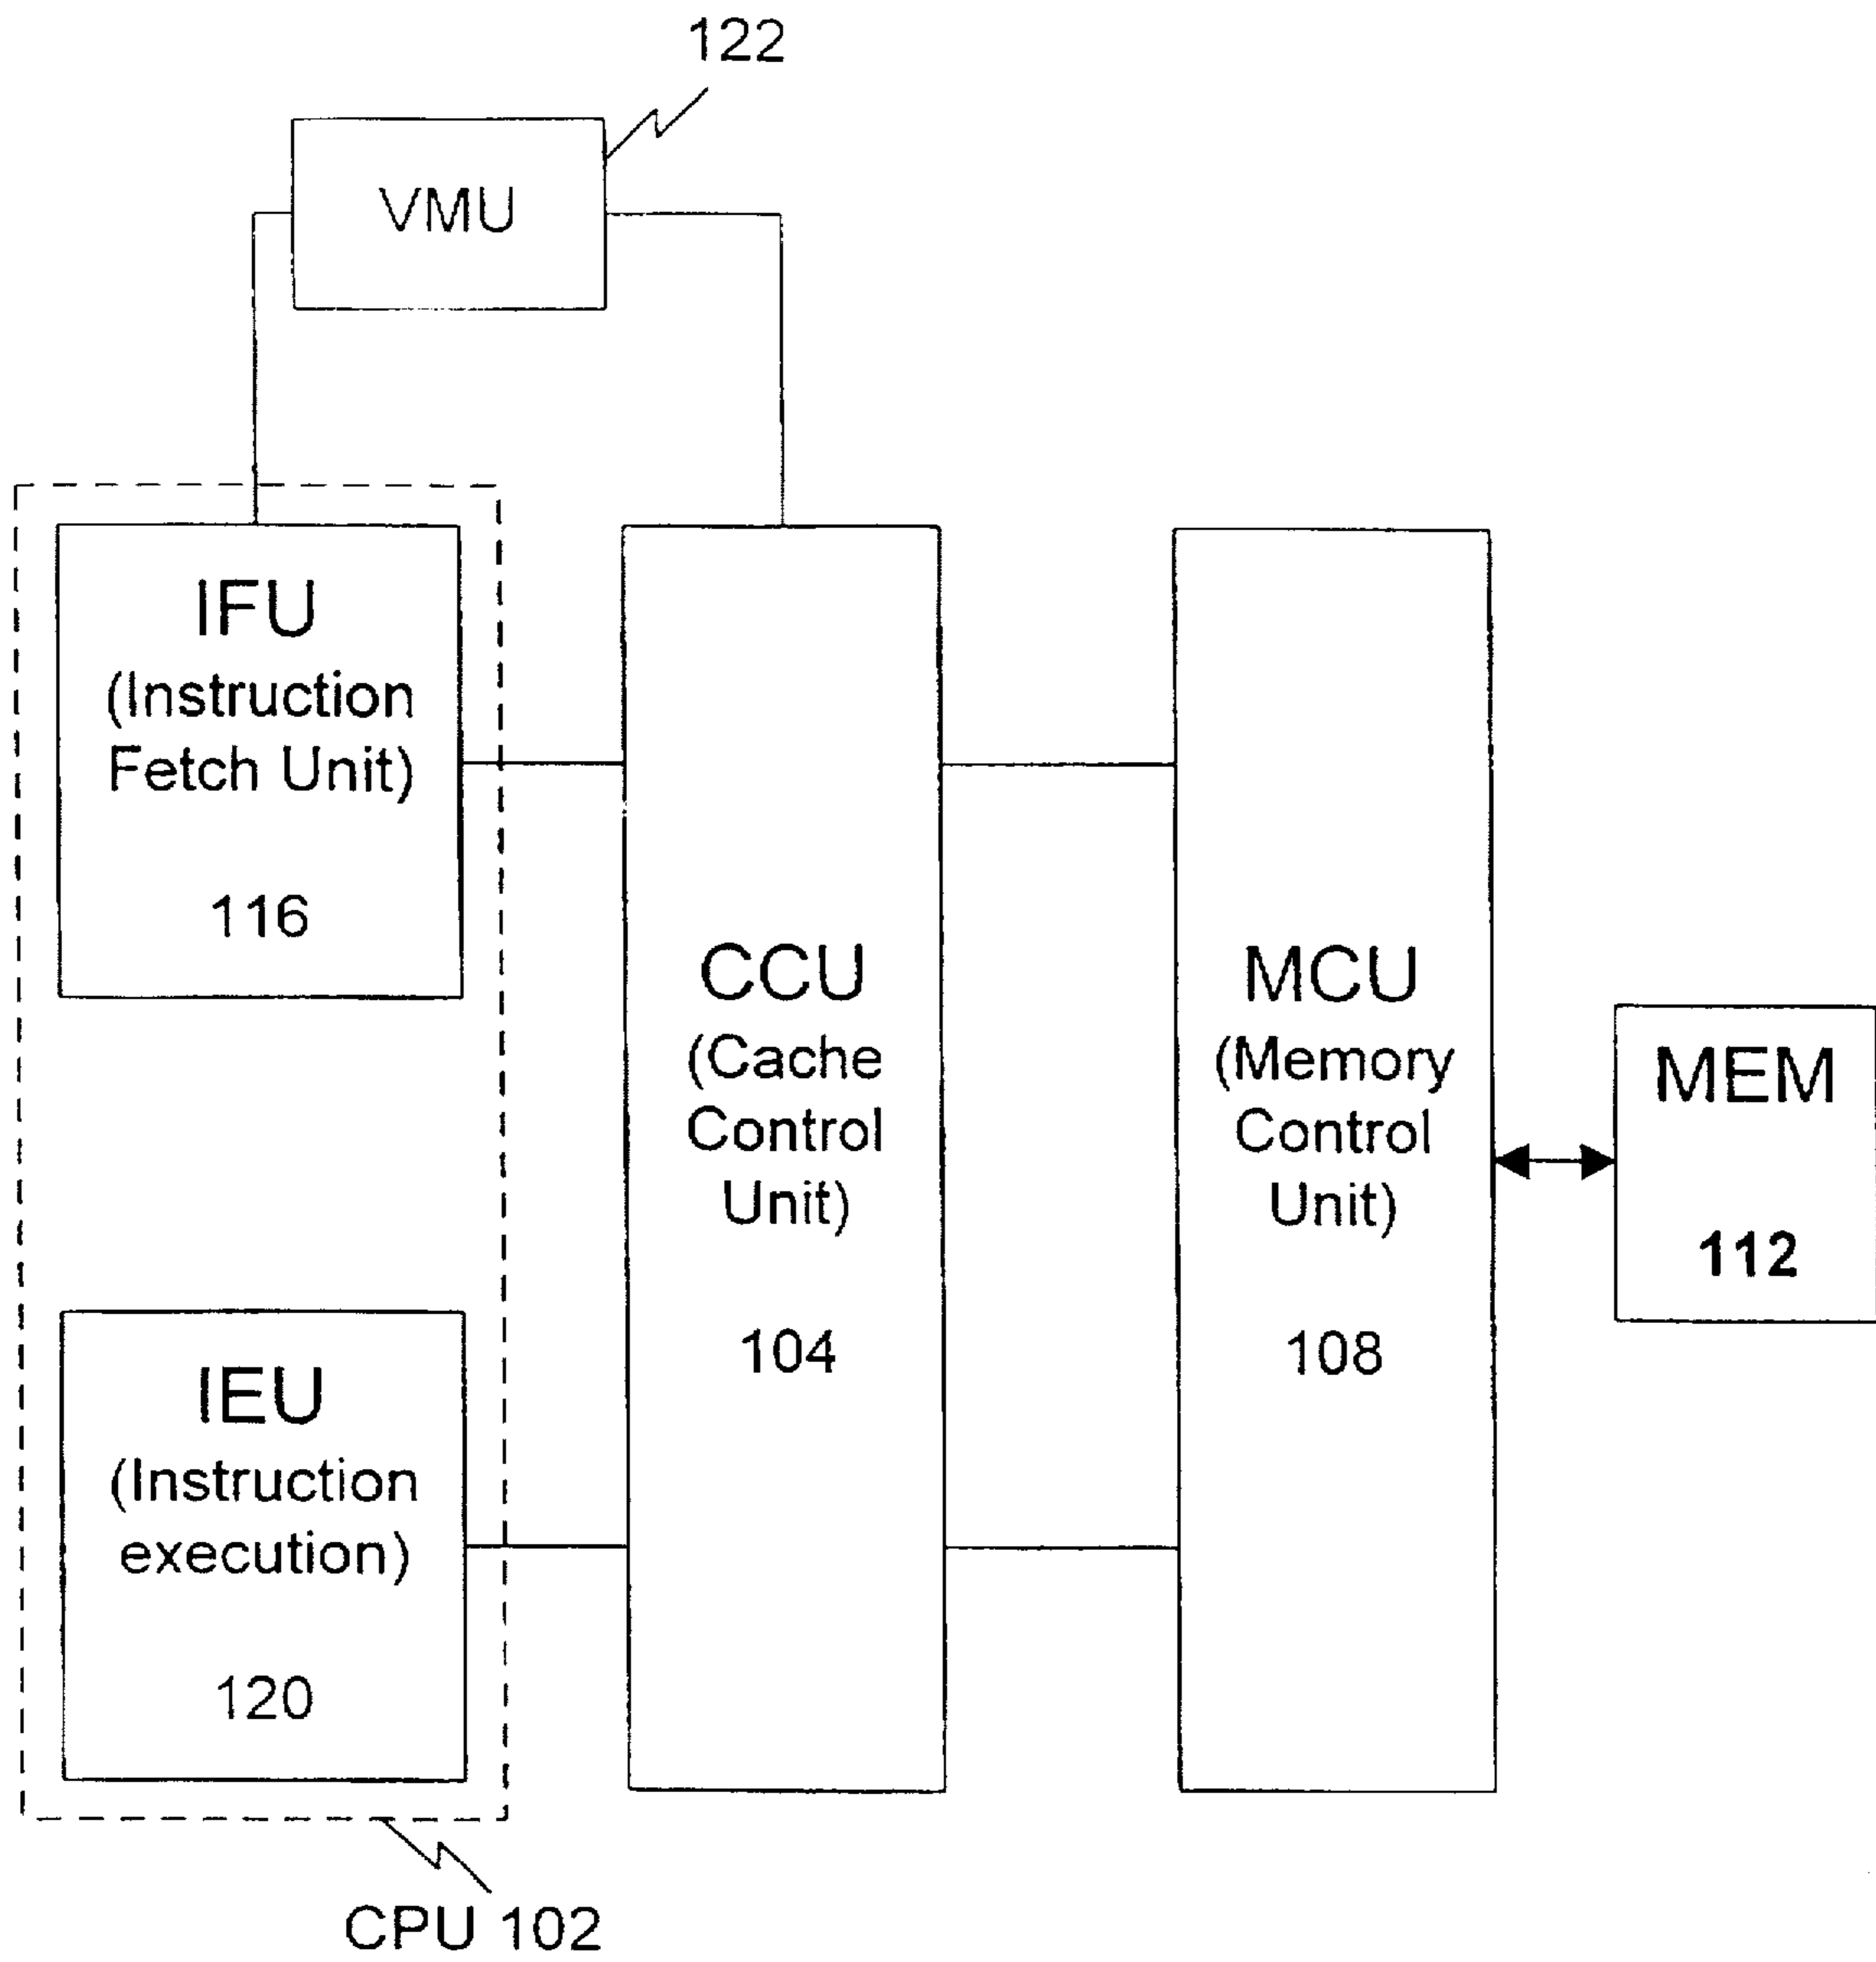 122
VMU
IFU
(Instruction
Fetch Unit)
116
IEU
(Instruction
execution)
120
CPU 102
CCU
(Cache
Control
Unit)
104
MCU
(Memory
Control
Unit)
108
MEM
112